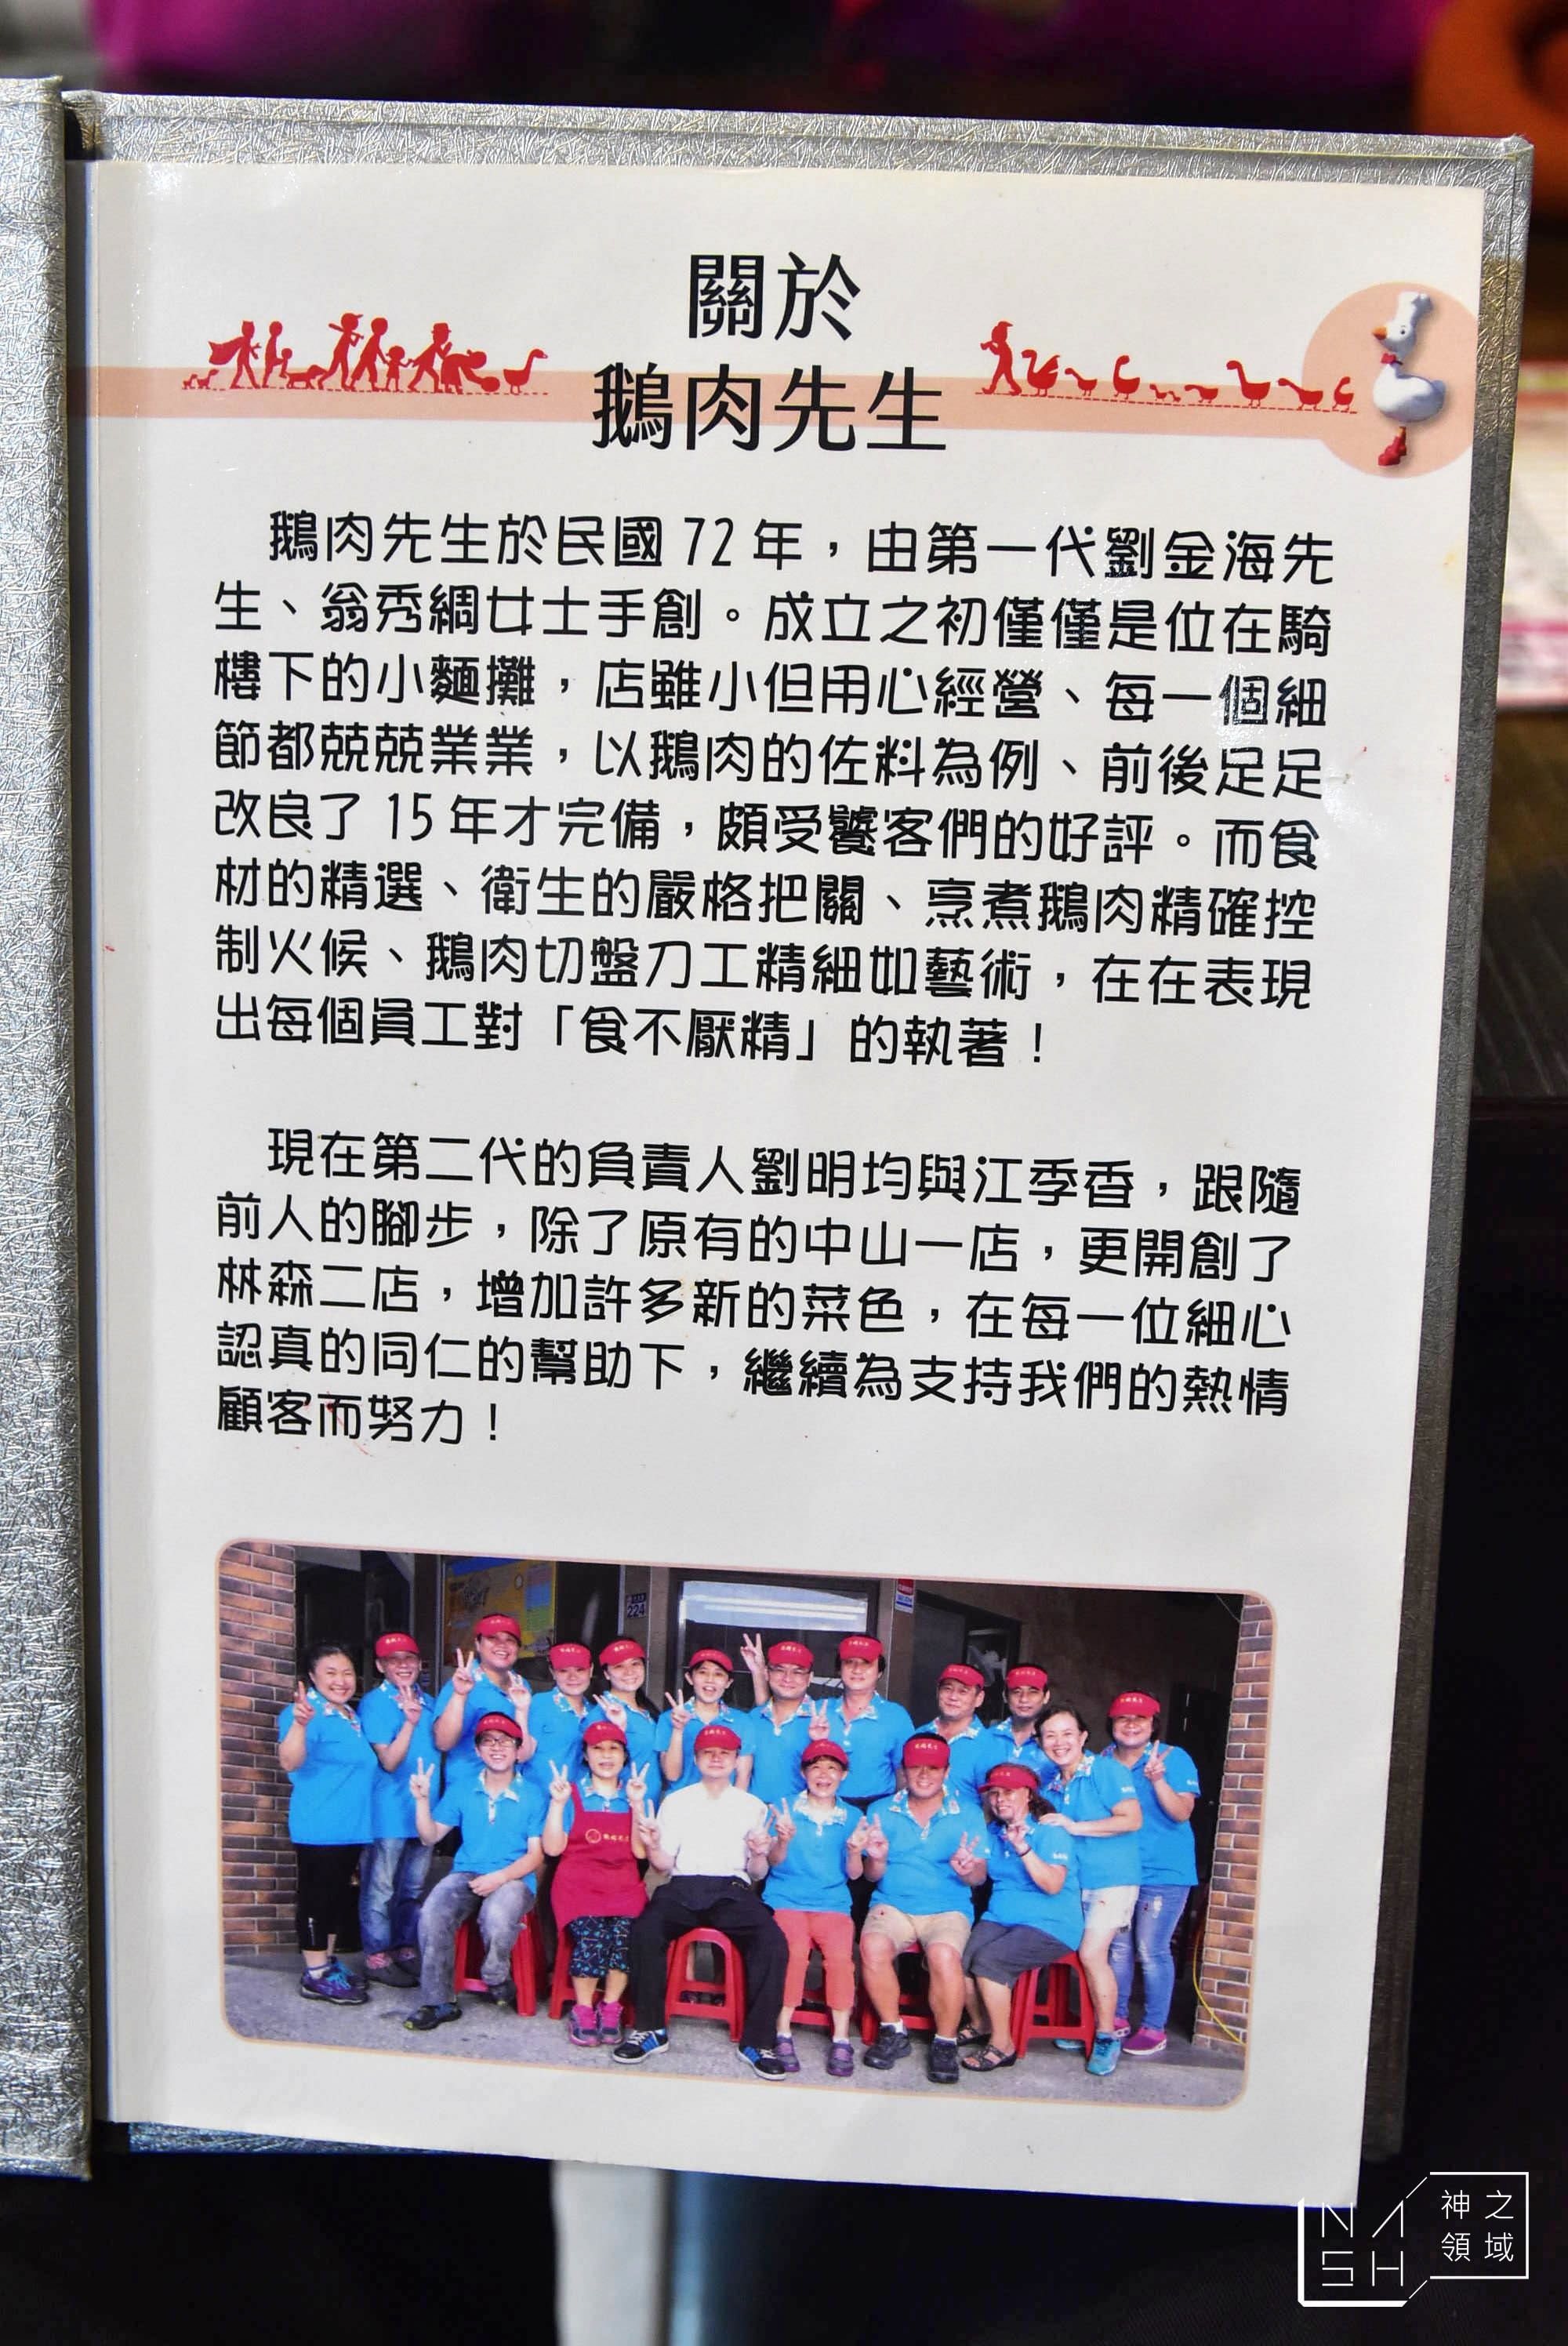 關於
鵝肉先生
鵝肉先生於民國 72 年，由第一代劉金海先
生、翁秀綢女士手創。成立之初僅僅是位在騎
樓下的小麵攤，店雖小但用心經營、每一個細
節都兢兢業業，以鵝肉的佐料為例、前後足足
改良了 15 年才完備，頗受饕客們的好評。而食
材的精選、衛生的嚴格把關、烹煮鵝肉精確控
制火候、鵝肉切盤刀工精細如藝術，在在表現
出每個員工對「食不厭精」的執著！
現在第二代的負責人劉明均與江季香，跟隨
前人的腳步，除了原有的中山一店，更開創了
林森二店，增加許多新的菜色，在每一位細心
認真的同仁的幫助下，繼續為支持我們的熱情
顧客而努力！
224
NASH
神之
領域